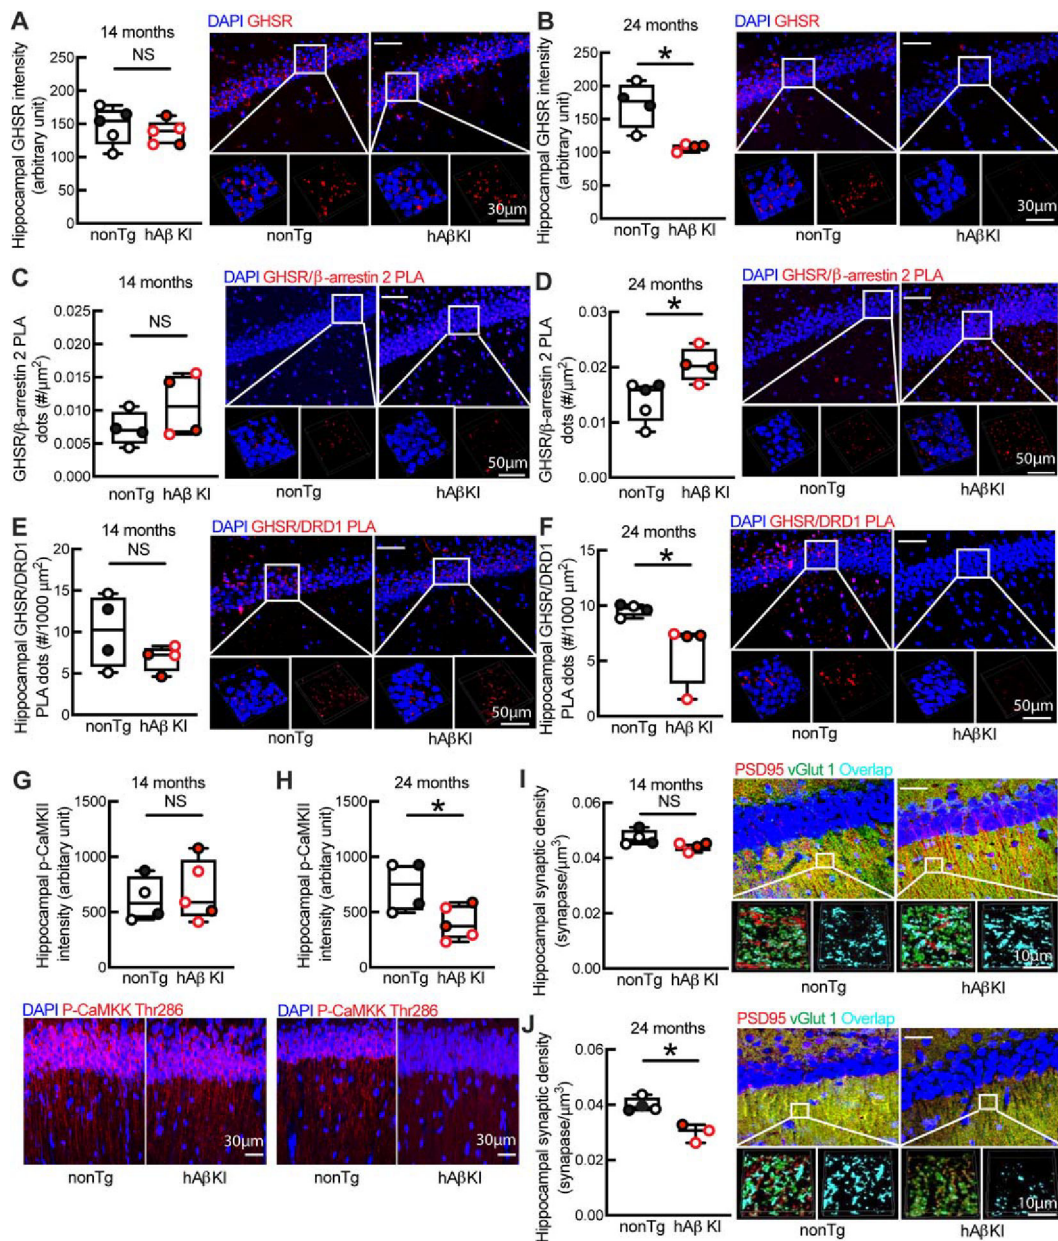 A
14 months
NS
Hippocampal GHSR intensity
(arbitrary unit)
250
200
150
100
50
0
nonTg hAβ KI
DAPI GHSR
30μm
nonTg
hAβKI
B
24 months
*
Hippocampal GHSR intensity
(arbitrary unit)
250
200
150
100
50
0
nonTg hAβ KI
DAPI GHSR
30μm
nonTg
hAβKI
C
14 months
NS
GHSR/β-arrestin 2 PLA
dots (#/μm²)
0.025
0.020
0.015
0.010
0.005
0.000
nonTg hAβ KI
DAPI GHSR/β-arrestin 2 PLA
50μm
nonTg
hAβKI
D
24 months
*
GHSR/β-arrestin 2 PLA
dots (#/μm²)
0.03
0.02
0.01
0.00
nonTg hAβ KI
DAPI GHSR/β-arrestin 2 PLA
50μm
nonTg
hAβKI
E
14 months
NS
Hippocampal GHSR/DRD1
PLA dots (#/1000 μm²)
20
15
10
5
0
nonTg hAβ KI
DAPI GHSR/DRD1 PLA
50μm
nonTg
hAβKI
F
24 months
*
Hippocampal GHSR/DRD1
PLA dots (#/1000 μm²)
15
10
5
0
nonTg hAβ KI
DAPI GHSR/DRD1 PLA
50μm
nonTg
hAβKI
G
14 months
NS
Hippocampal p-CaMKII
intensity (arbitary unit)
1500
1000
500
0
nonTg hAβ KI
DAPI P-CaMKK Thr286
30μm
nonTg
hAβKI
H
24 months
*
Hippocampal p-CaMKII
intensity (arbitary unit)
1500
1000
500
0
nonTg hAβ KI
DAPI P-CaMKK Thr286
30μm
nonTg
hAβKI
I
14 months
NS
Hippocampal synaptic density
(synapase/μm³)
0.06
0.04
0.02
0.00
nonTg hAβ KI
PSD95 vGlut 1 Overlap
10μm
nonTg
hAβKI
J
24 months
*
Hippocampal synaptic density
(synapase/μm³)
0.06
0.04
0.02
0.00
nonTg hAβ KI
PSD95 vGlut 1 Overlap
10μm
nonTg
hAβKI